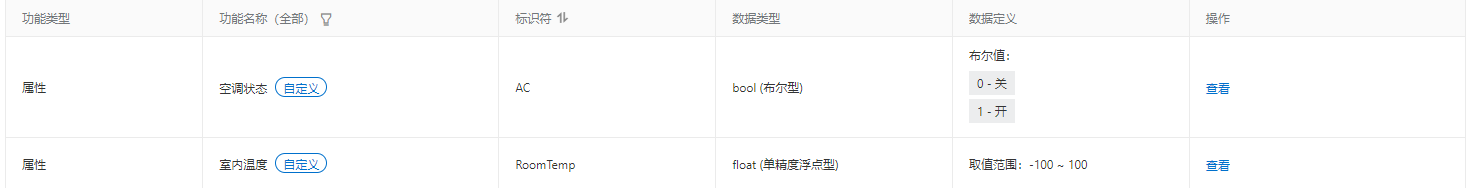 功能类型 功能名称（全部） 标识符 数据类型 数据定义 操作
属性 空调状态 自定义 AC bool (布尔型) 布尔值： 查看
0 - 关
1 - 开
属性 室内温度 自定义 RoomTemp float (单精度浮点型) 取值范围：-100 ~ 100 查看